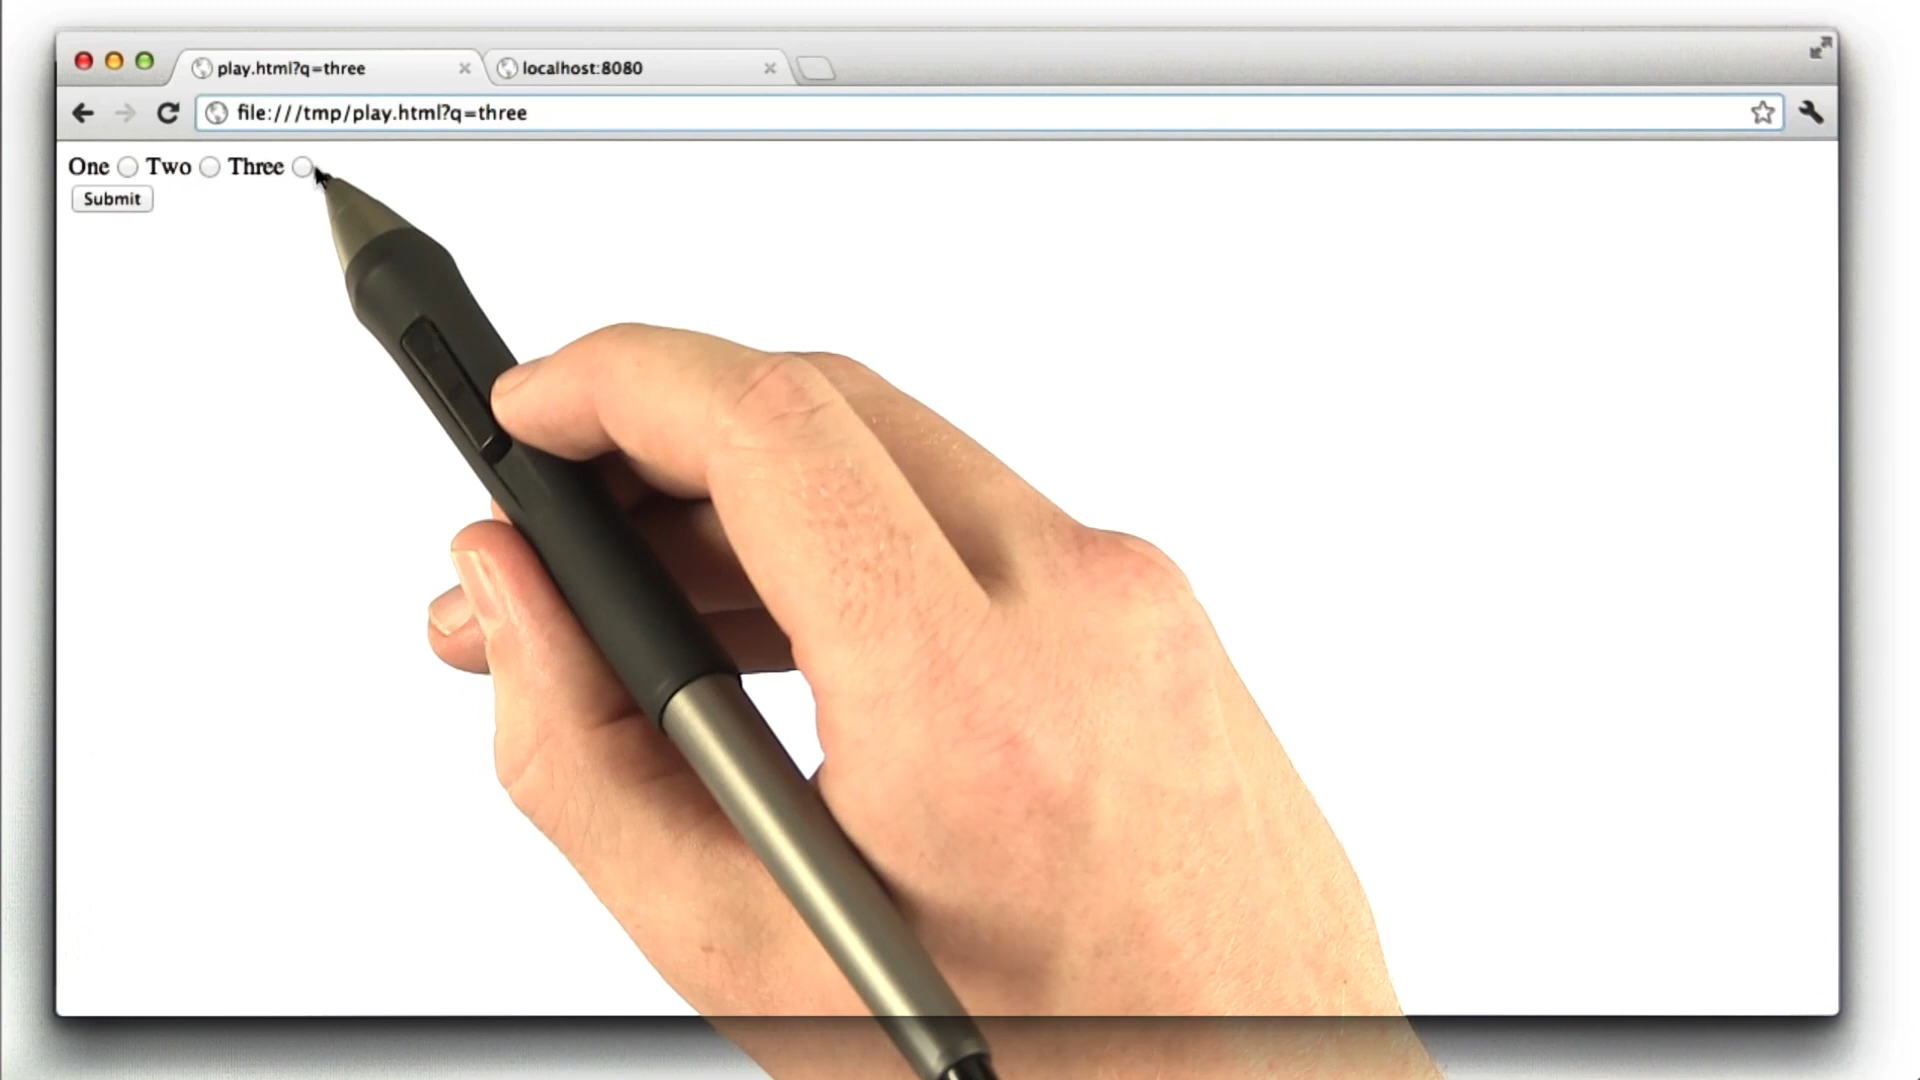 play.html?q=three
localhost:8080
file:///tmp/play.html?q=three
One Two Three
Submit